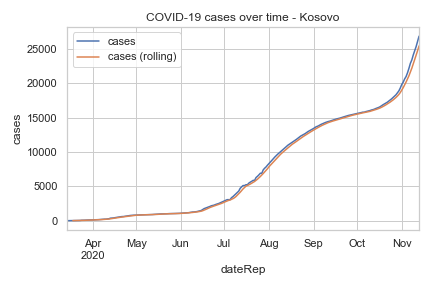 COVID-19 cases over time - Kosovo
cases
cases (rolling)
cases
25000
20000
15000
10000
5000
0
Apr May Jun Jul Aug Sep Oct Nov
2020
dateRep